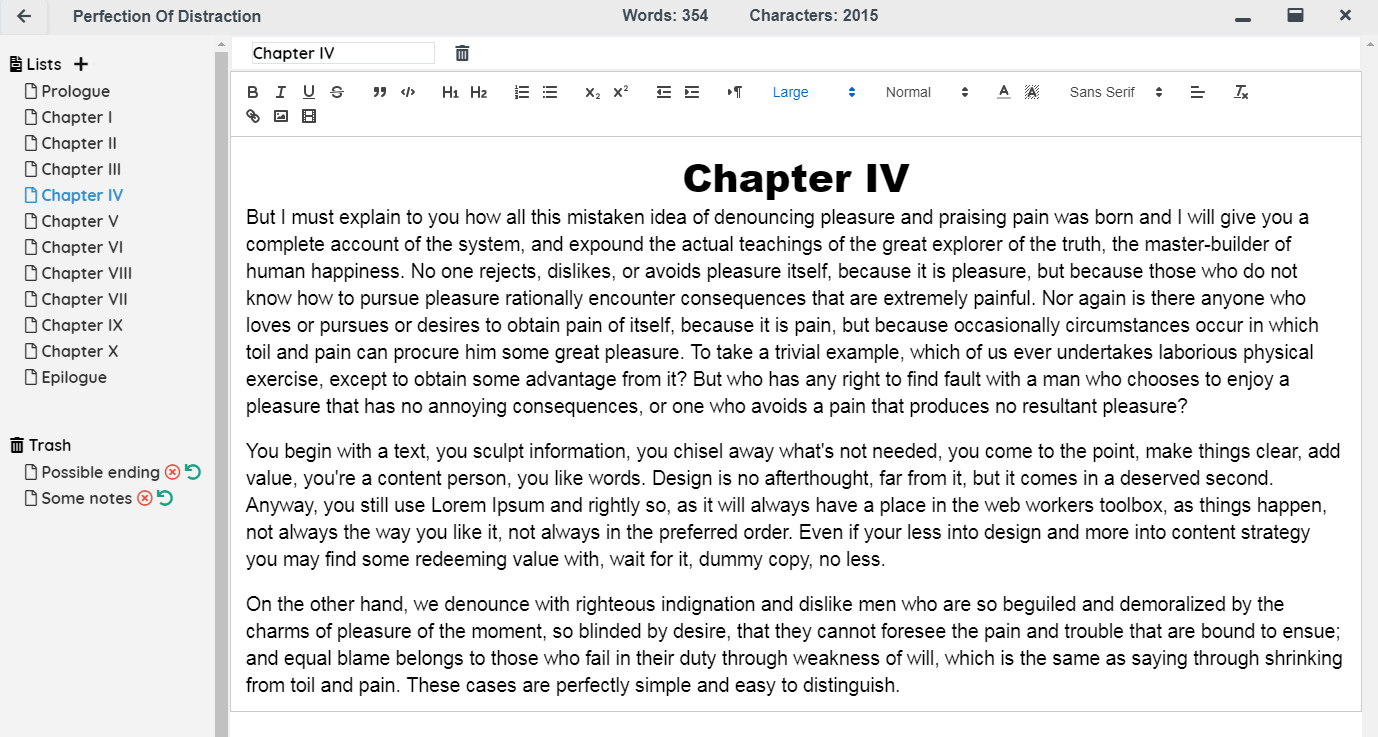 Perfection Of Distraction
Words: 354
Characters: 2015
Lists
Prologue
Chapter I
Chapter II
Chapter III
Chapter IV
Chapter V
Chapter VI
Chapter VIII
Chapter VII
Chapter IX
Chapter X
Epilogue
Trash
Possible ending
Some notes
Chapter IV
B I U S H1 H2 X2 X² Large Normal A A Sans Serif Tx
Chapter IV
But I must explain to you how all this mistaken idea of denouncing pleasure and praising pain was born and I will give you a
complete account of the system, and expound the actual teachings of the great explorer of the truth, the master-builder of
human happiness. No one rejects, dislikes, or avoids pleasure itself, because it is pleasure, but because those who do not
know how to pursue pleasure rationally encounter consequences that are extremely painful. Nor again is there anyone who
loves or pursues or desires to obtain pain of itself, because it is pain, but because occasionally circumstances occur in which
toil and pain can procure him some great pleasure. To take a trivial example, which of us ever undertakes laborious physical
exercise, except to obtain some advantage from it? But who has any right to find fault with a man who chooses to enjoy a
pleasure that has no annoying consequences, or one who avoids a pain that produces no resultant pleasure?
You begin with a text, you sculpt information, you chisel away what's not needed, you come to the point, make things clear, add
value, you're a content person, you like words. Design is no afterthought, far from it, but it comes in a deserved second.
Anyway, you still use Lorem Ipsum and rightly so, as it will always have a place in the web workers toolbox, as things happen,
not always the way you like it, not always in the preferred order. Even if your less into design and more into content strategy
you may find some redeeming value with, wait for it, dummy copy, no less.
On the other hand, we denounce with righteous indignation and dislike men who are so beguiled and demoralized by the
charms of pleasure of the moment, so blinded by desire, that they cannot foresee the pain and trouble that are bound to ensue;
and equal blame belongs to those who fail in their duty through weakness of will, which is the same as saying through shrinking
from toil and pain. These cases are perfectly simple and easy to distinguish.